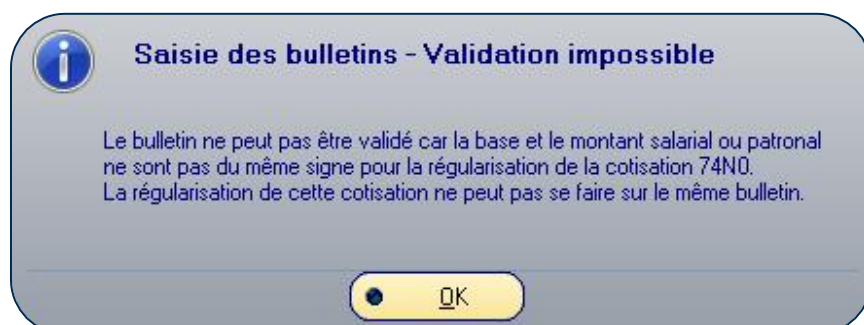 Saisie des bulletins - Validation impossible
Le bulletin ne peut pas être validé car la base et le montant salarial ou patronal
ne sont pas du même signe pour la régularisation de la cotisation 74N0.
La régularisation de cette cotisation ne peut pas se faire sur le même bulletin.
OK